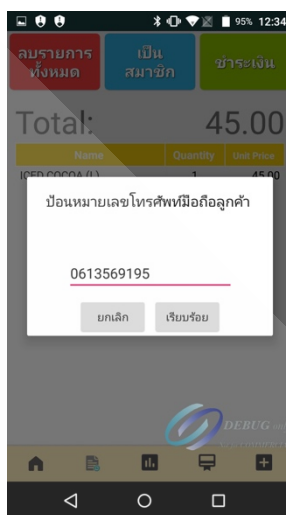 95% 12:34
ลบรายการ
ทั้งหมด
เป็น
สมาชิก
ชำระเงิน
Total: 45.00
Name Quantity Unit Price
ICED COCOA (L) 1 45.00
ป้อนหมายเลขโทรศัพท์มือถือลูกค้า
0613569195
ยกเลิก เรียบร้อย
DEBUG